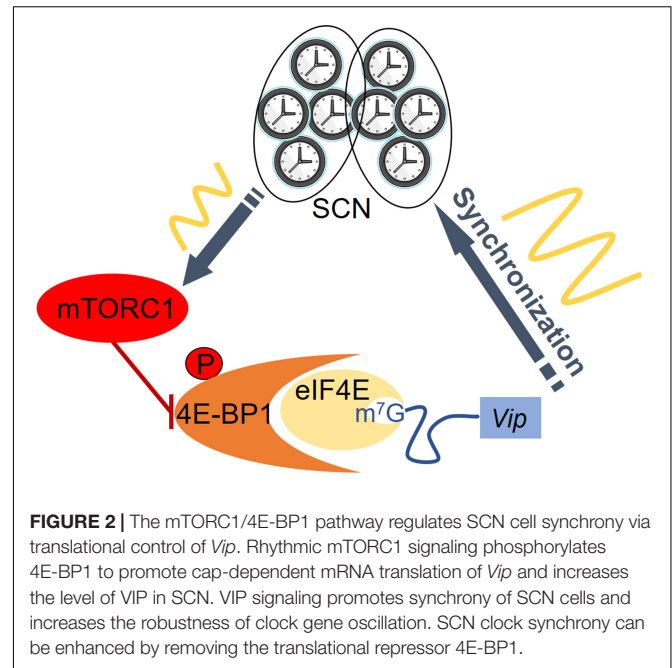 SCN
Synchronization
mTORC1
P
4E-BP1
eIF4E
m⁷G
Vip
FIGURE 2 | The mTORC1/4E-BP1 pathway regulates SCN cell synchrony via
translational control of Vip. Rhythmic mTORC1 signaling phosphorylates
4E-BP1 to promote cap-dependent mRNA translation of Vip and increases
the level of VIP in SCN. VIP signaling promotes synchrony of SCN cells and
increases the robustness of clock gene oscillation. SCN clock synchrony can
be enhanced by removing the translational repressor 4E-BP1.